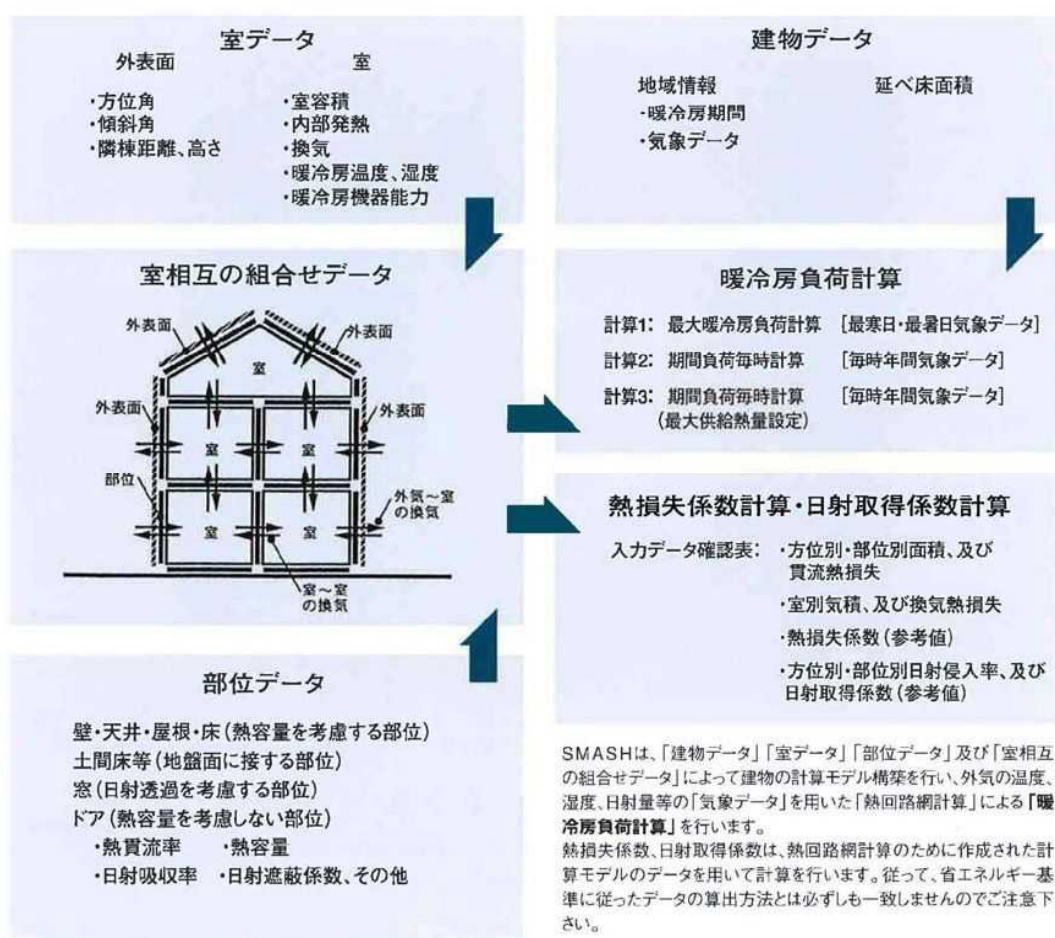 室データ
外表面
・方位角
・傾斜角
・隣棟距離、高さ
室
・室容積
・内部発熱
・換気
・暖冷房温度、湿度
・暖冷房機器能力
建物データ
地域情報
・暖冷房期間
・気象データ
延べ床面積
室相互の組合せデータ
外表面
外表面
室
外表面
外表面
室
室
部位
外気〜室
の換気
室
室
室〜室
の換気
暖冷房負荷計算
計算1: 最大暖冷房負荷計算 [最寒日・最暑日気象データ]
計算2: 期間負荷毎時計算 [毎時年間気象データ]
計算3: 期間負荷毎時計算 [毎時年間気象データ]
(最大供給熱量設定)
熱損失係数計算・日射取得係数計算
入力データ確認表: ・方位別・部位別面積、及び
貫流熱損失
・室別気積、及び換気熱損失
・熱損失係数(参考値)
・方位別・部位別日射侵入率、及び
日射取得係数(参考値)
部位データ
壁・天井・屋根・床(熱容量を考慮する部位)
土間床等(地盤面に接する部位)
窓(日射透過を考慮する部位)
ドア(熱容量を考慮しない部位)
・熱貫流率 ・熱容量
・日射吸収率 ・日射遮蔽係数、その他
SMASHは、「建物データ」「室データ」「部位データ」及び「室相互
の組合せデータ」によって建物の計算モデル構築を行い、外気の温度、
湿度、日射量等の「気象データ」を用いた「熱回路網計算」による「暖
冷房負荷計算」を行います。
熱損失係数、日射取得係数は、熱回路網計算のために作成された計
算モデルのデータを用いて計算を行います。従って、省エネルギー基
準に従ったデータの算出方法とは必ずしも一致しませんのでご注意下
さい。